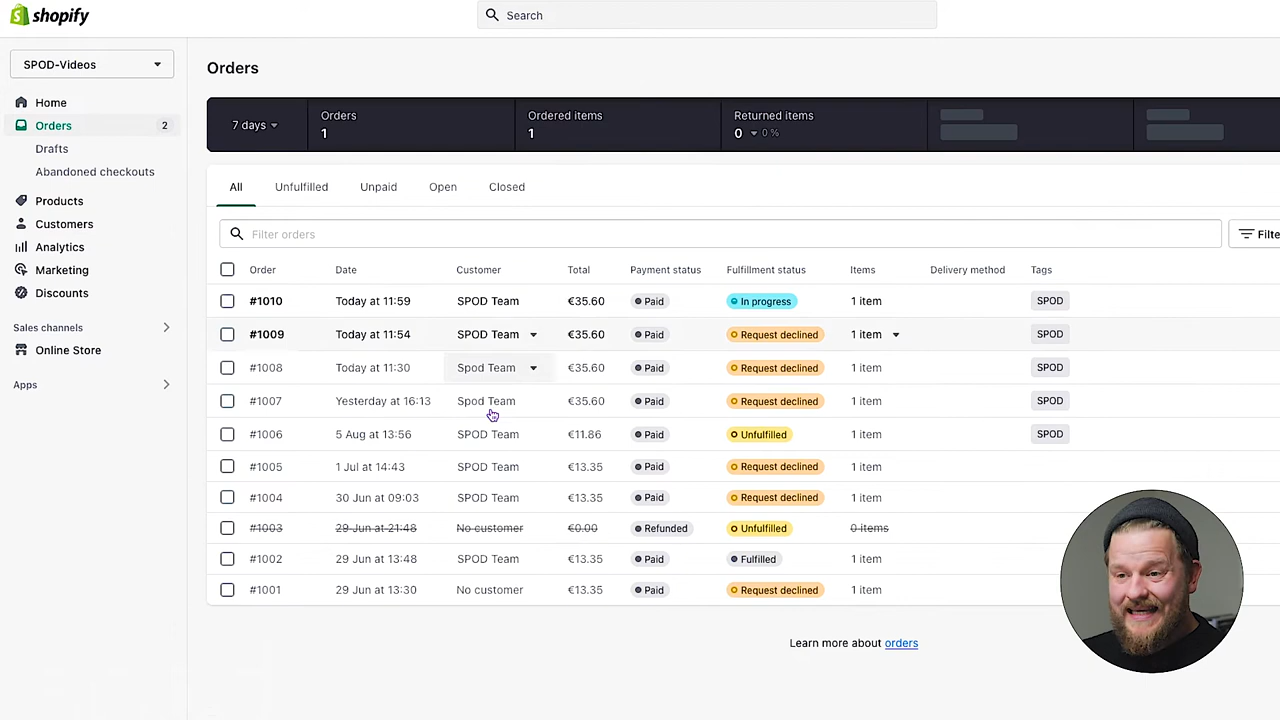 shopify
Search
SPOD-Videos
Orders
Home
Orders 2
Drafts
Abandoned checkouts
Products
Customers
Analytics
Marketing
Discounts
Sales channels
Online Store
Apps
7 days
Orders
1
Ordered items
1
Returned items
0 0 %
All Unfulfilled Unpaid Open Closed
Filter orders
Filte
Order Date Customer Total Payment status Fulfillment status Items Delivery method Tags
#1010 Today at 11:59 SPOD Team €35.60 Paid In progress 1 item SPOD
#1009 Today at 11:54 SPOD Team €35.60 Paid Request declined 1 item SPOD
#1008 Today at 11:30 Spod Team €35.60 Paid Request declined 1 item SPOD
#1007 Yesterday at 16:13 Spod Team €35.60 Paid Request declined 1 item SPOD
#1006 5 Aug at 13:56 SPOD Team €11.86 Paid Unfulfilled 1 item SPOD
#1005 1 Jul at 14:43 SPOD Team €13.35 Paid Request declined 1 item
#1004 30 Jun at 09:03 SPOD Team €13.35 Paid Request declined 1 item
#1003 29 Jun at 21:48 No customer €0.00 Refunded Unfulfilled 0 items
#1002 29 Jun at 13:48 SPOD Team €13.35 Paid Fulfilled 1 item
#1001 29 Jun at 13:30 No customer €13.35 Paid Request declined 1 item
Learn more about orders